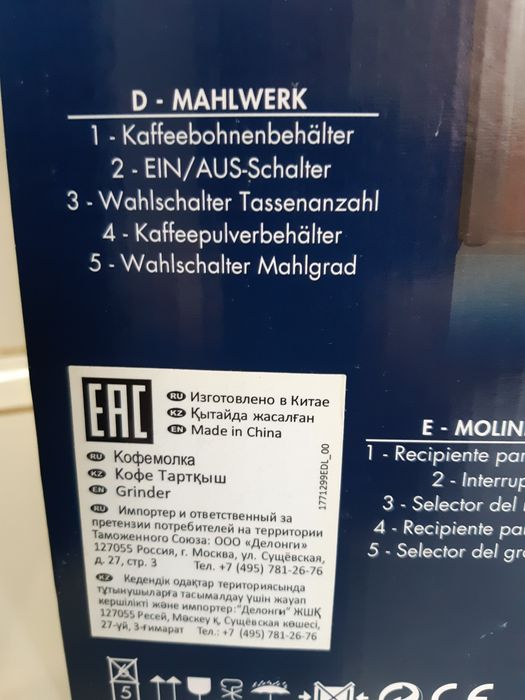 D - MAHLWERK
1 - Kaffeebohnenbehälter
2 - EIN/AUS-Schalter
3 - Wahlschalter Tassenanzahl
4 - Kaffeepulverbehälter
5 - Wahlschalter Mahlgrad
EAC
RU Изготовлено в Китае
KZ Қытайда жасалған
EN Made in China
RU Кофемолка
KZ Кофе Тартқыш
EN Grinder
1771299EDL_00
RU Импортер и ответственный за
претензии потребителей на территории
Таможенного Союза: ООО «Делонги»
127055 Россия, г. Москва, ул. Сущёвская,
д. 27, стр. 3 Тел. +7 (495) 781-26-76
KZ Кедендік одақтар территориясында
тұтынушыларға тасымалдау үшін жауап
кершілікті және импортер:"Делонги" ЖШҚ
127055 Ресей, Мәскеу қ, Сущёвская көшесі,
27-үй, 3-ғимарат Тел.: +7 (495) 781-26-76
E - MOLIN
1 - Recipiente par
2 - Interrup
3 - Selector del
4 - Recipiente pa
5 - Selector del gr
5
CE